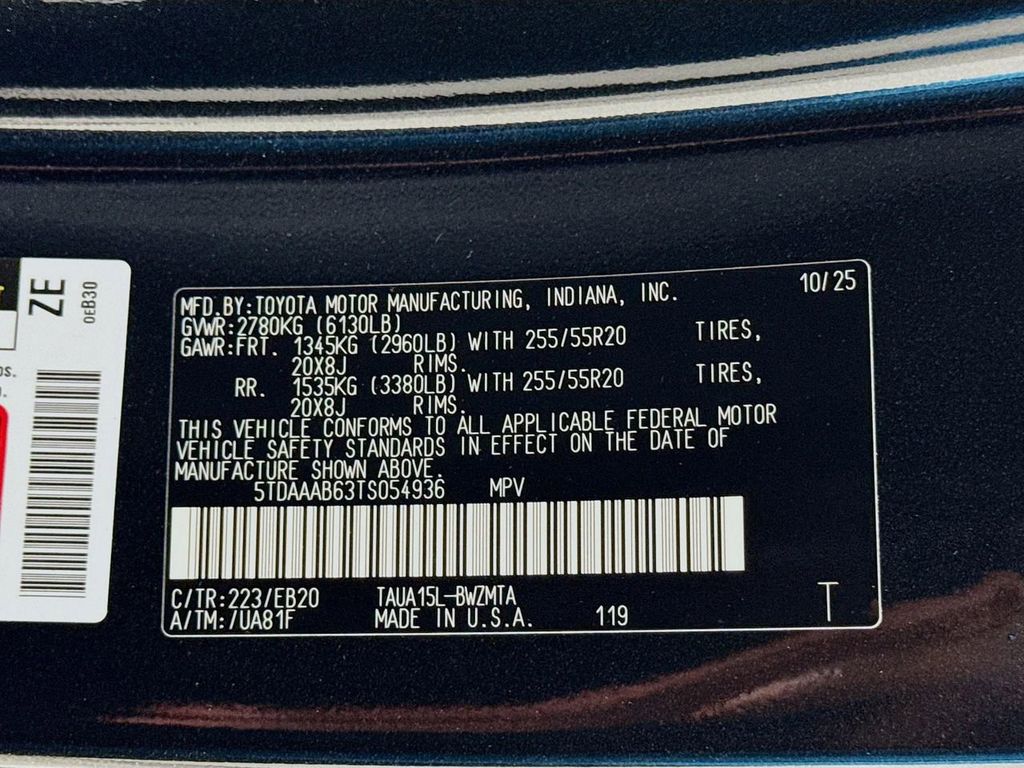 ZE
0EB30
MFD.BY:TOYOTA MOTOR MANUFACTURING, INDIANA, INC. 10/25
GVWR:2780KG (6130LB)
GAWR:FRT. 1345KG (2960LB) WITH 255/55R20 TIRES,
20X8J RIMS.
RR. 1535KG (3380LB) WITH 255/55R20 TIRES,
20X8J RIMS.
THIS VEHICLE CONFORMS TO ALL APPLICABLE FEDERAL MOTOR
VEHICLE SAFETY STANDARDS IN EFFECT ON THE DATE OF
MANUFACTURE SHOWN ABOVE.
5TDAAAB63TS054936 MPV
C/TR:223/EB20 TAUA15L-BWZMTA
A/TM:/UA81F MADE IN U.S.A. 119 T